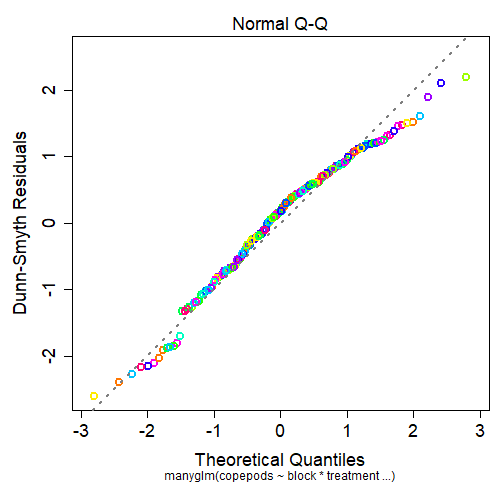 Normal Q-Q
Dunn-Smyth Residuals
2
1
0
-1
-2
-3 -2 -1 0 1 2 3
Theoretical Quantiles
manyglm(copepods ~ block * treatment ...)